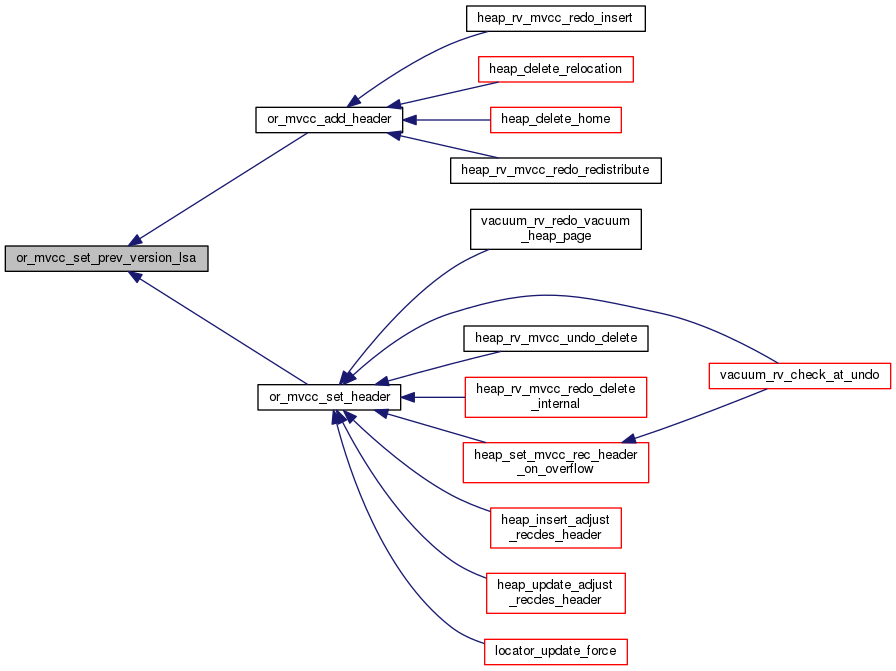 heap_rv_mvcc_redo_insert
heap_delete_relocation
or_mvcc_add_header
heap_delete_home
heap_rv_mvcc_redo_redistribute
vacuum_rv_redo_vacuum
_heap_page
or_mvcc_set_prev_version_lsa
heap_rv_mvcc_undo_delete
vacuum_rv_check_at_undo
heap_rv_mvcc_redo_delete
_internal
or_mvcc_set_header
heap_set_mvcc_rec_header
_on_overflow
heap_insert_adjust
_recdes_header
heap_update_adjust
_recdes_header
locator_update_force